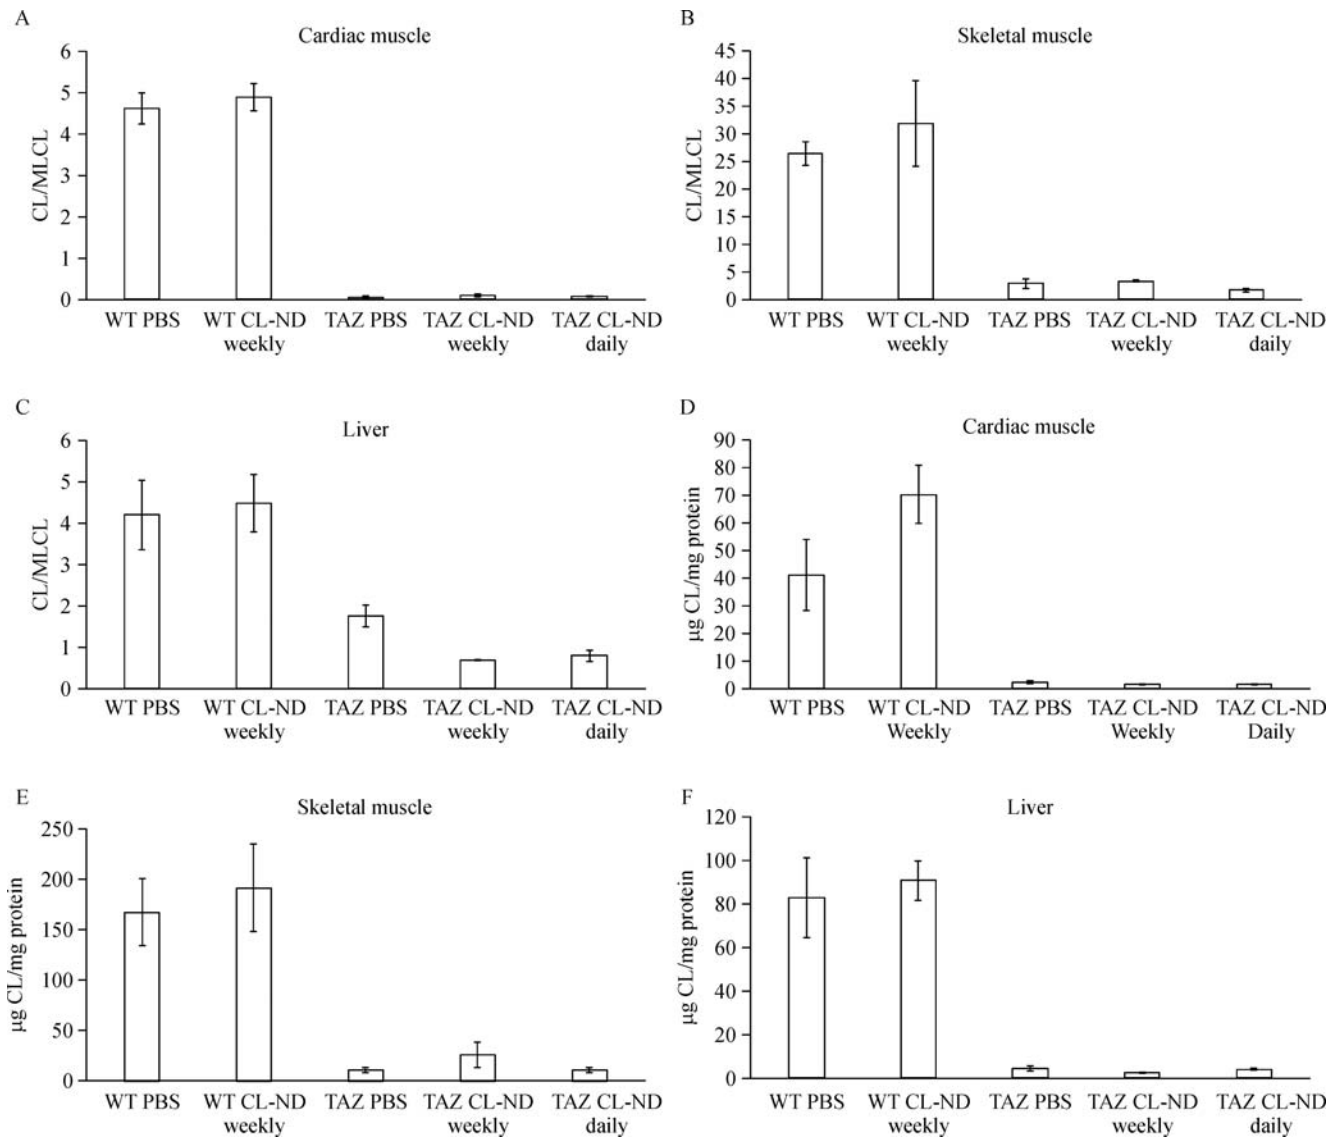 A
Cardiac muscle
6
5
4
3
2
1
0
CL/MLCL
WT PBS
WT CL-ND
weekly
TAZ PBS
TAZ CL-ND
weekly
TAZ CL-ND
daily
B
Skeletal muscle
45
40
35
30
25
20
15
10
5
0
CL/MLCL
WT PBS
WT CL-ND
weekly
TAZ PBS
TAZ CL-ND
weekly
TAZ CL-ND
daily
C
Liver
6
5
4
3
2
1
0
CL/MLCL
WT PBS
WT CL-ND
weekly
TAZ PBS
TAZ CL-ND
weekly
TAZ CL-ND
daily
D
Cardiac muscle
90
80
70
60
50
40
30
20
10
0
µg CL/mg protein
WT PBS
WT CL-ND
Weekly
TAZ PBS
TAZ CL-ND
Weekly
TAZ CL-ND
Daily
E
Skeletal muscle
250
200
150
100
50
0
µg CL/mg protein
WT PBS
WT CL-ND
weekly
TAZ PBS
TAZ CL-ND
weekly
TAZ CL-ND
daily
F
Liver
120
100
80
60
40
20
0
µg CL/mg protein
WT PBS
WT CL-ND
weekly
TAZ PBS
TAZ CL-ND
weekly
TAZ CL-ND
daily